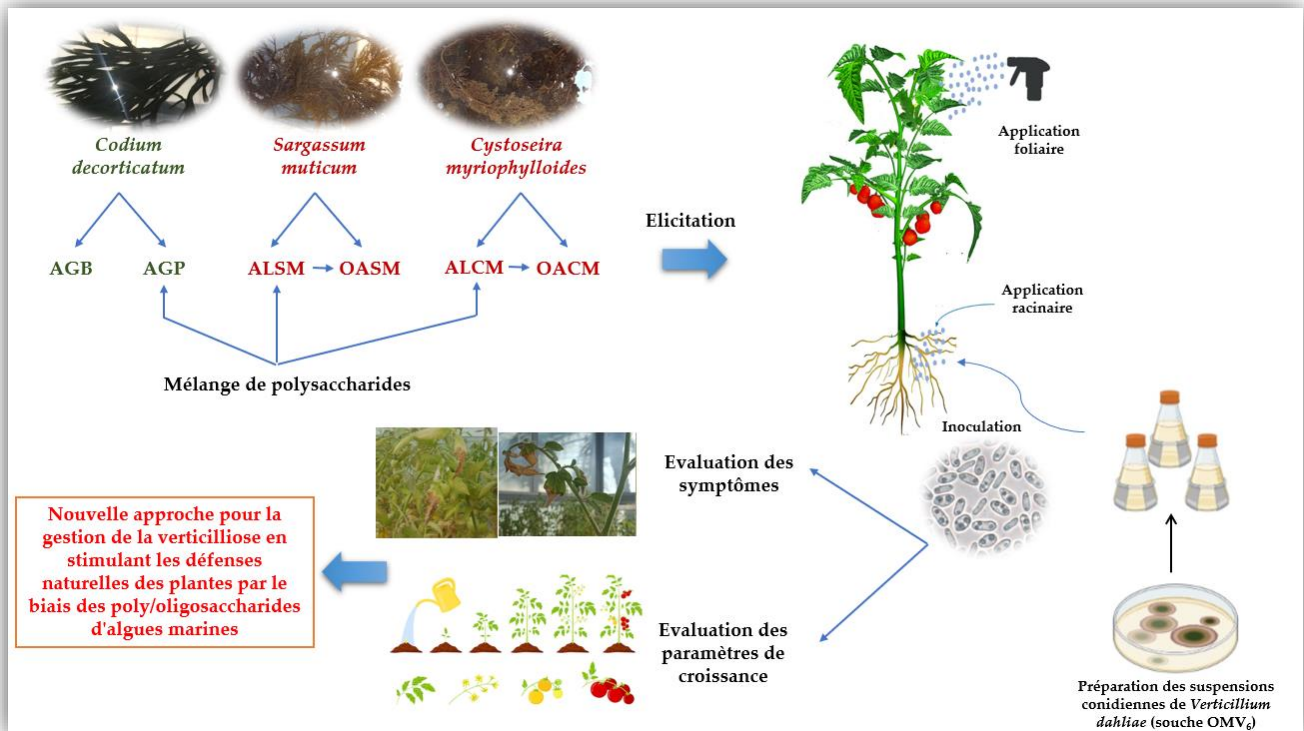 Codium
decorticatum
Sargassum
muticum
Cystoseira
myriophylloides
AGB
AGP
ALSM
OASM
ALCM
OACM
Mélange de polysaccharides
Elicitation
Application
foliaire
Application
racinaire
Inoculation
Evaluation des
symptômes
Evaluation des
paramètres de
croissance
Nouvelle approche pour la
gestion de la verticilliose en
stimulant les défenses
naturelles des plantes par le
biais des poly/oligosaccharides
d'algues marines
Préparation des suspensions
conidiennes de Verticillium
dahliae (souche OMV₆)